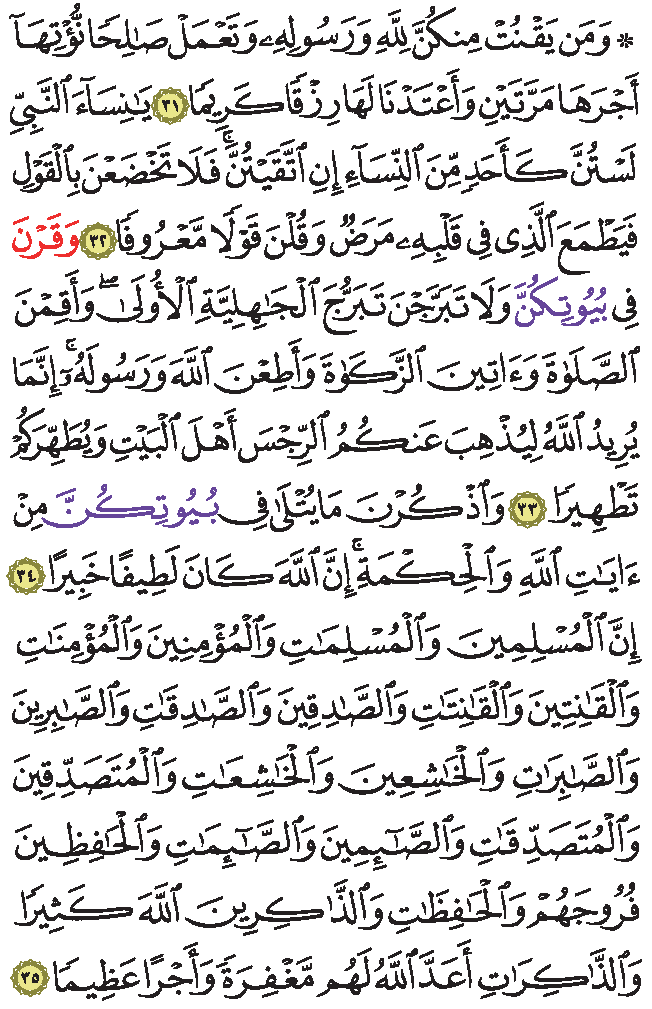 ۞ وَمَن يَقْنُتْ مِنكُنَّ لِلَّهِ وَرَسُولِهِۦ وَتَعْمَلْ صَـٰلِحًا نُّؤْتِهَآ
أَجْرَهَا مَرَّتَيْنِ وَأَعْتَدْنَا لَهَا رِزْقًا كَرِيمًا ٣١ يَـٰنِسَآءَ ٱلنَّبِىِّ
لَسْتُنَّ كَأَحَدٍ مِّنَ ٱلنِّسَآءِ إِنِ ٱتَّقَيْتُنَّ ۚ فَلَا تَخْضَعْنَ بِٱلْقَوْلِ
فَيَطْمَعَ ٱلَّذِى فِى قَلْبِهِۦ مَرَضٌ وَقُلْنَ قَوْلًا مَّعْرُوفًا ٣٢ وَقَرْنَ
فِى بُيُوتِكُنَّ وَلَا تَبَرَّجْنَ تَبَرُّجَ ٱلْجَـٰهِلِيَّةِ ٱلْأُولَىٰ ۖ وَأَقِمْنَ
ٱلصَّلَوٰةَ وَءَاتِينَ ٱلزَّكَوٰةَ وَأَطِعْنَ ٱللَّهَ وَرَسُولَهُۥٓ ۚ إِنَّمَا
يُرِيدُ ٱللَّهُ لِيُذْهِبَ عَنكُمُ ٱلرِّجْسَ أَهْلَ ٱلْبَيْتِ وَيُطَهِّرَكُمْ
تَطْهِيرًا ٣٣ وَٱذْكُرْنَ مَا يُتْلَىٰ فِى بُيُوتِكُنَّ مِنْ
ءَايَـٰتِ ٱللَّهِ وَٱلْحِكْمَةِ ۚ إِنَّ ٱللَّهَ كَانَ لَطِيفًا خَبِيرًا ٣٤
إِنَّ ٱلْمُسْلِمِينَ وَٱلْمُسْلِمَـٰتِ وَٱلْمُؤْمِنِينَ وَٱلْمُؤْمِنَـٰتِ
وَٱلْقَـٰنِتِينَ وَٱلْقَـٰنِتَـٰتِ وَٱلصَّـٰدِقِينَ وَٱلصَّـٰدِقَـٰتِ وَٱلصَّـٰبِرِينَ
وَٱلصَّـٰبِرَٰتِ وَٱلْخَـٰشِعِينَ وَٱلْخَـٰشِعَـٰتِ وَٱلْمُتَصَدِّقِينَ
وَٱلْمُتَصَدِّقَـٰتِ وَٱلصَّـٰٓئِمِينَ وَٱلصَّـٰٓئِمَـٰتِ وَٱلْحَـٰفِظِينَ
فُرُوجَهُمْ وَٱلْحَـٰفِظَـٰتِ وَٱلذَّٰكِرِينَ ٱللَّهَ كَثِيرًا
وَٱلذَّٰكِرَٰتِ أَعَدَّ ٱللَّهُ لَهُم مَّغْفِرَةً وَأَجْرًا عَظِيمًا ٣٥